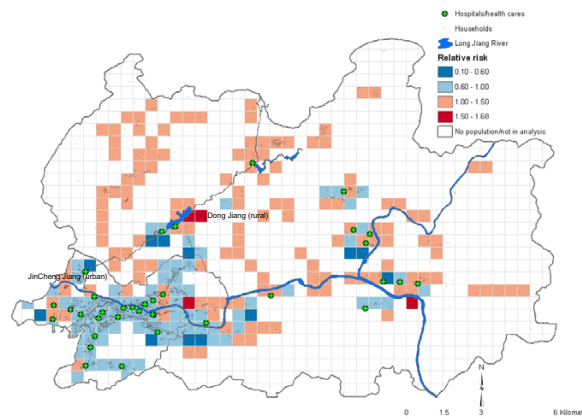 Hospitals/health cares
Households
Long Jiang River
Relative risk
0.10 - 0.60
0.60 - 1.00
1.00 - 1.50
1.50 - 1.68
No population/not in analysis
Dong Jiang (rural)
JinCheng Jiang (urban)
N
0 1.5 3 6 Kilome